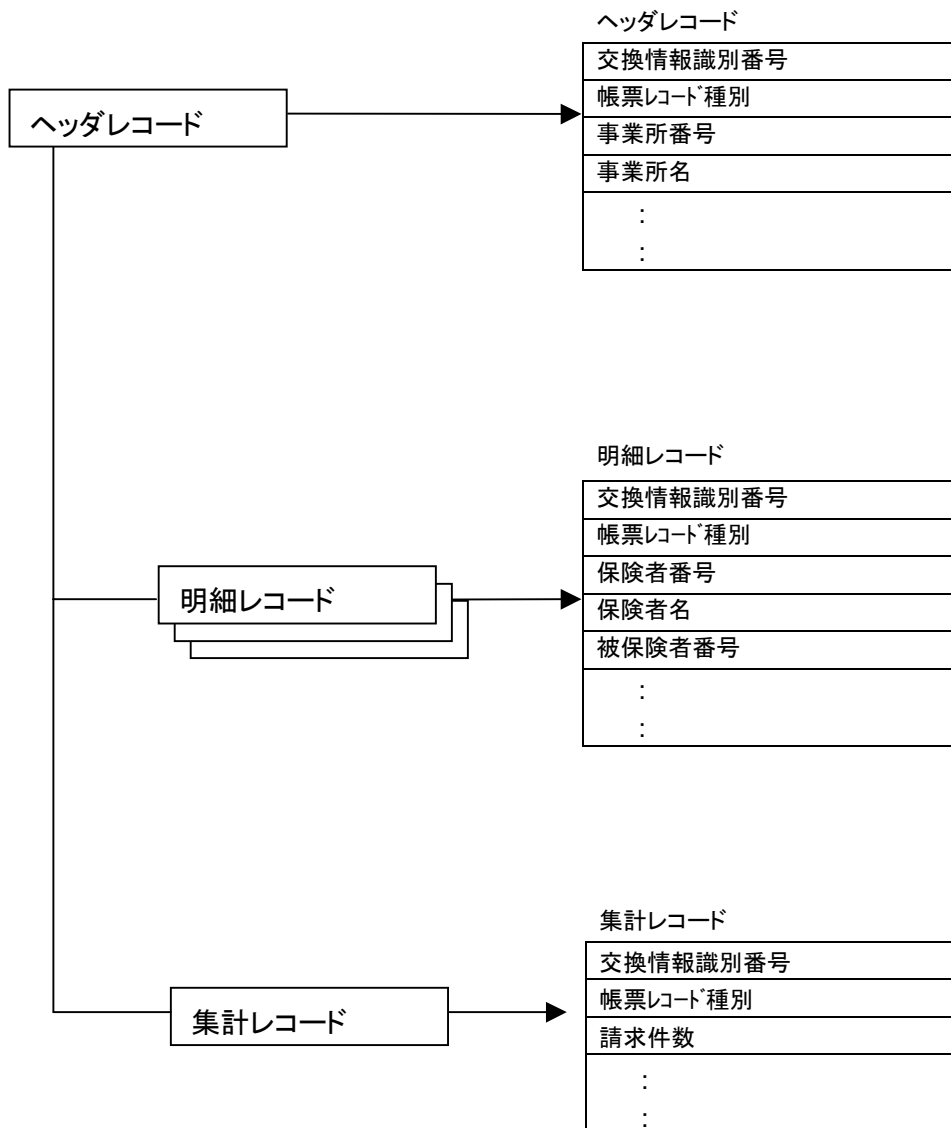 ヘッダレコード
ヘッダレコード
交換情報識別番号
帳票ﾚｺｰﾄﾞ種別
事業所番号
事業所名
:
:
明細レコード
明細レコード
交換情報識別番号
帳票ﾚｺｰﾄﾞ種別
保険者番号
保険者名
被保険者番号
:
:
集計レコード
集計レコード
交換情報識別番号
帳票ﾚｺｰﾄﾞ種別
請求件数
:
: